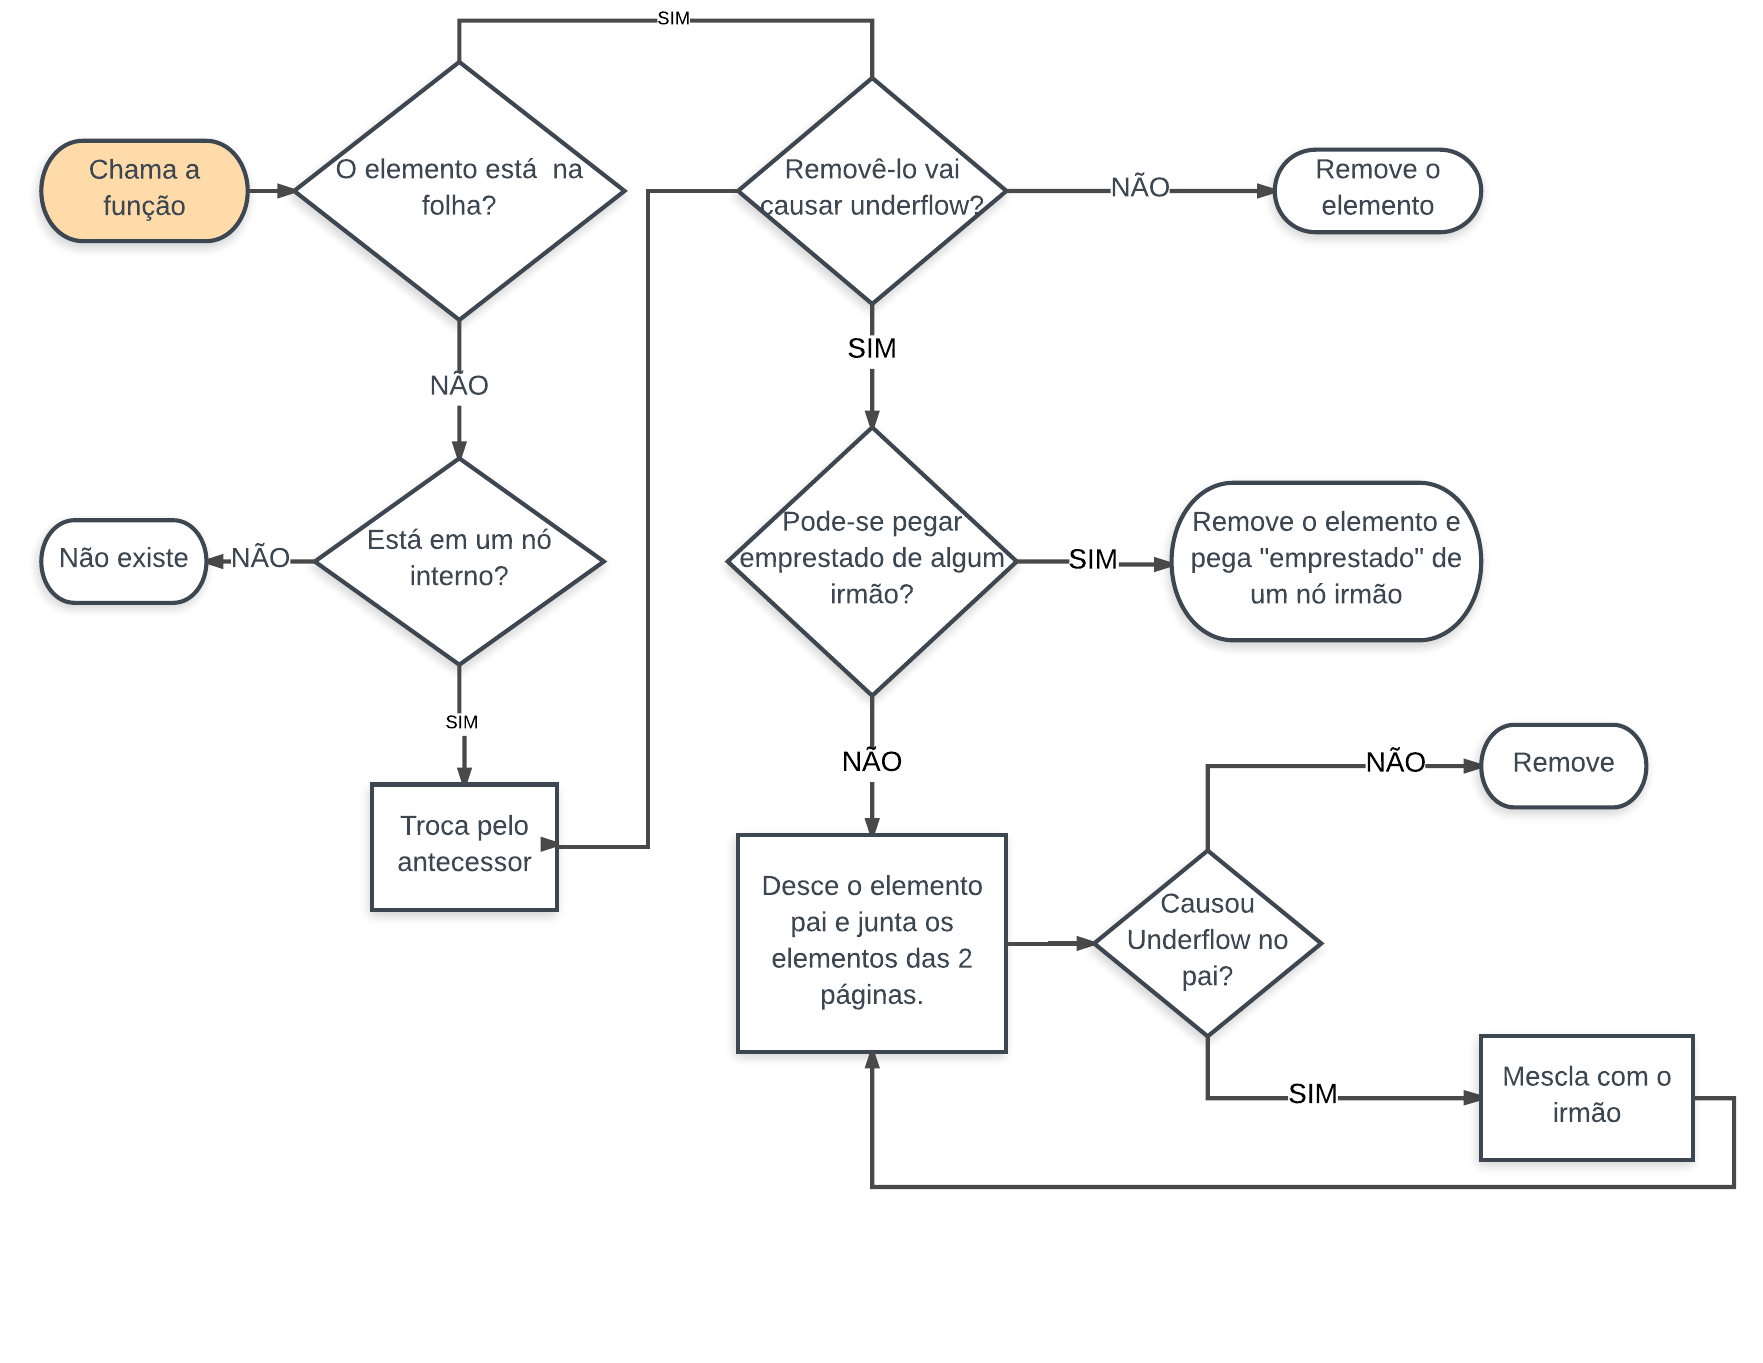 SIM
Chama a
função
O elemento está  na
folha?
Removê-lo vai
causar underflow?
NÃO
Remove o
elemento
SIM
NÃO
Não existe
NÃO
Está em um nó
interno?
Pode-se pegar
emprestado de algum
irmão?
SIM
Remove o elemento e
pega "emprestado" de
um nó irmão
SIM
NÃO
NÃO
Remove
Troca pelo
antecessor
Desce o elemento
pai e junta os
elementos das 2
páginas.
Causou
Underflow no
pai?
SIM
Mescla com o
irmão